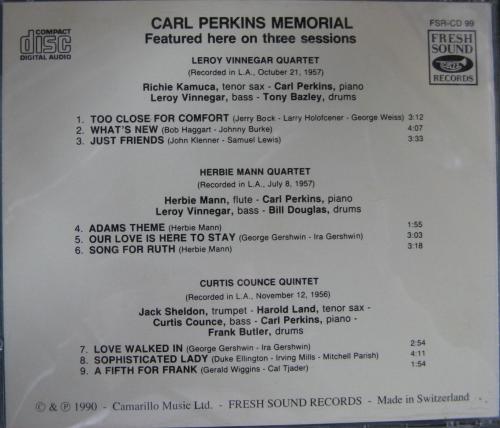 COMPACT
disc
DIGITAL AUDIO
CARL PERKINS MEMORIAL
Featured here on three sessions
FSR-CD 99
FRESH
SOUND
RECORDS
LEROY VINNEGAR QUARTET
(Recorded in L.A., October 21, 1957)
Richie Kamuca, tenor sax - Carl Perkins, piano
Leroy Vinnegar, bass - Tony Bazley, drums
1. TOO CLOSE FOR COMFORT (Jerry Bock - Larry Holofcener - George Weiss) 3:12
2. WHAT'S NEW (Bob Haggart - Johnny Burke) 4:07
3. JUST FRIENDS (John Klenner - Samuel Lewis) 3:33
HERBIE MANN QUARTET
(Recorded in L.A., July 8, 1957)
Herbie Mann, flute - Carl Perkins, piano
Leroy Vinnegar, bass - Bill Douglas, drums
4. ADAMS THEME (Herbie Mann) 1:55
5. OUR LOVE IS HERE TO STAY (George Gershwin - Ira Gershwin) 3:03
6. SONG FOR RUTH (Herbie Mann) 3:18
CURTIS COUNCE QUINTET
(Recorded in L.A., November 12, 1956)
Jack Sheldon, trumpet - Harold Land, tenor sax -
Curtis Counce, bass - Carl Perkins, piano -
Frank Butler, drums
7. LOVE WALKED IN (George Gershwin - Ira Gershwin) 2:54
8. SOPHISTICATED LADY (Duke Ellington - Irving Mills - Mitchell Parish) 4:11
9. A FIFTH FOR FRANK (Gerald Wiggins - Cal Tjader) 1:54
© & ℗ 1990 - Camarillo Music Ltd. - FRESH SOUND RECORDS - Made in Switzerland